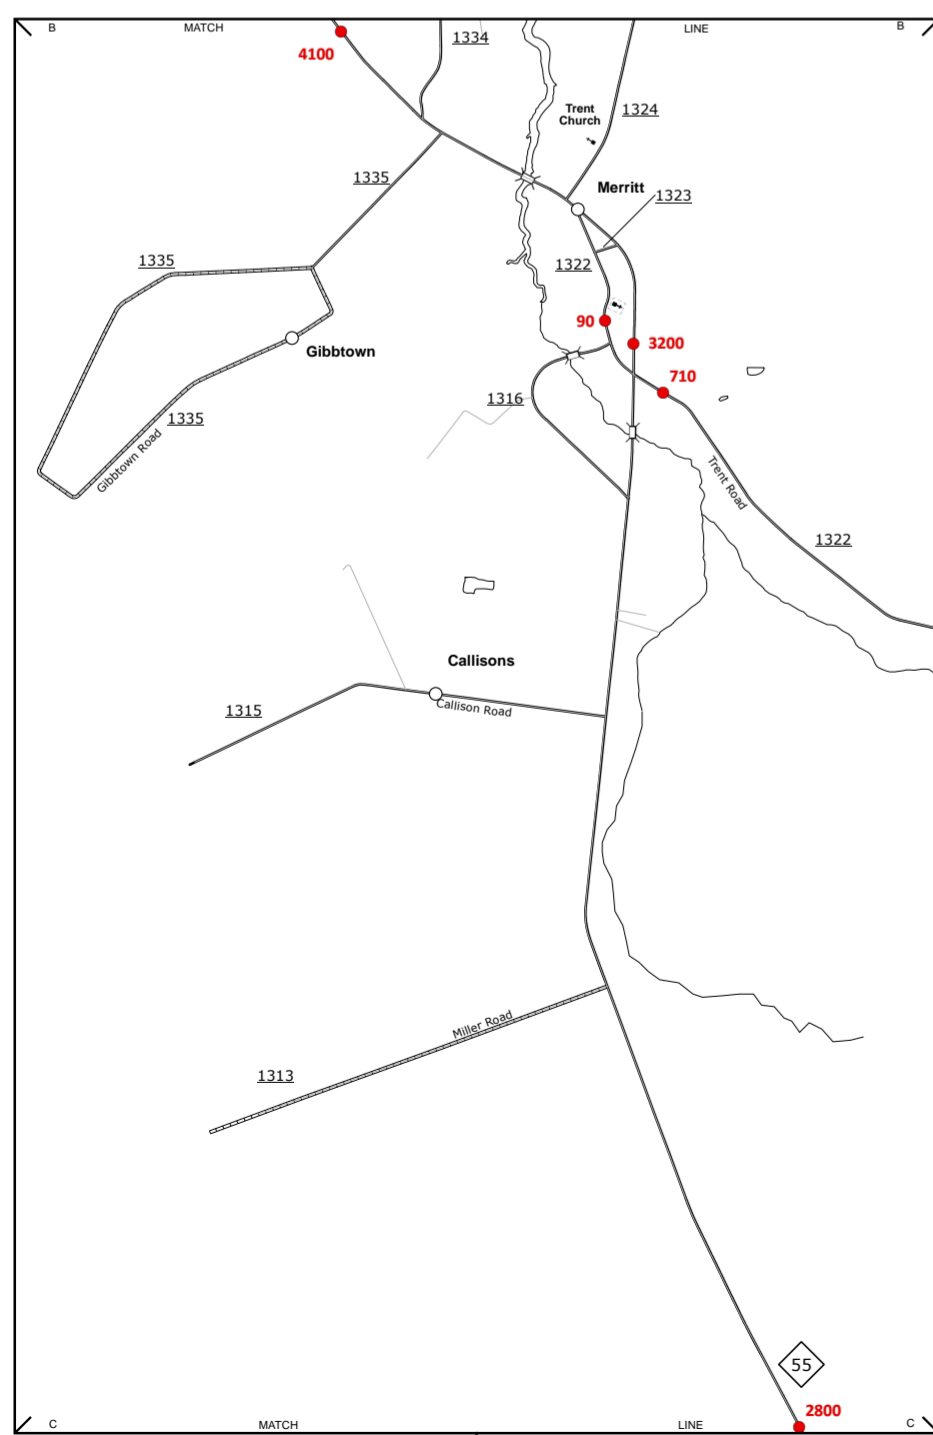 B
MATCH
LINE
B
4100
1334
Trent
Church
1324
1335
Merritt
1323
1335
1322
90
3200
Gibbtown
710
1316
1335
Gibbtown Road
Trent Road
1322
Callisons
1315
Callison Road
Miller Road
1313
55
2800
C
MATCH
LINE
C